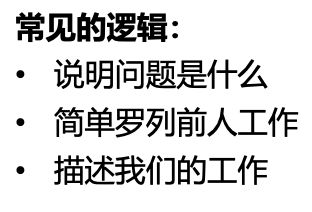 常见的逻辑：
• 说明问题是什么
• 简单罗列前人工作
• 描述我们的工作